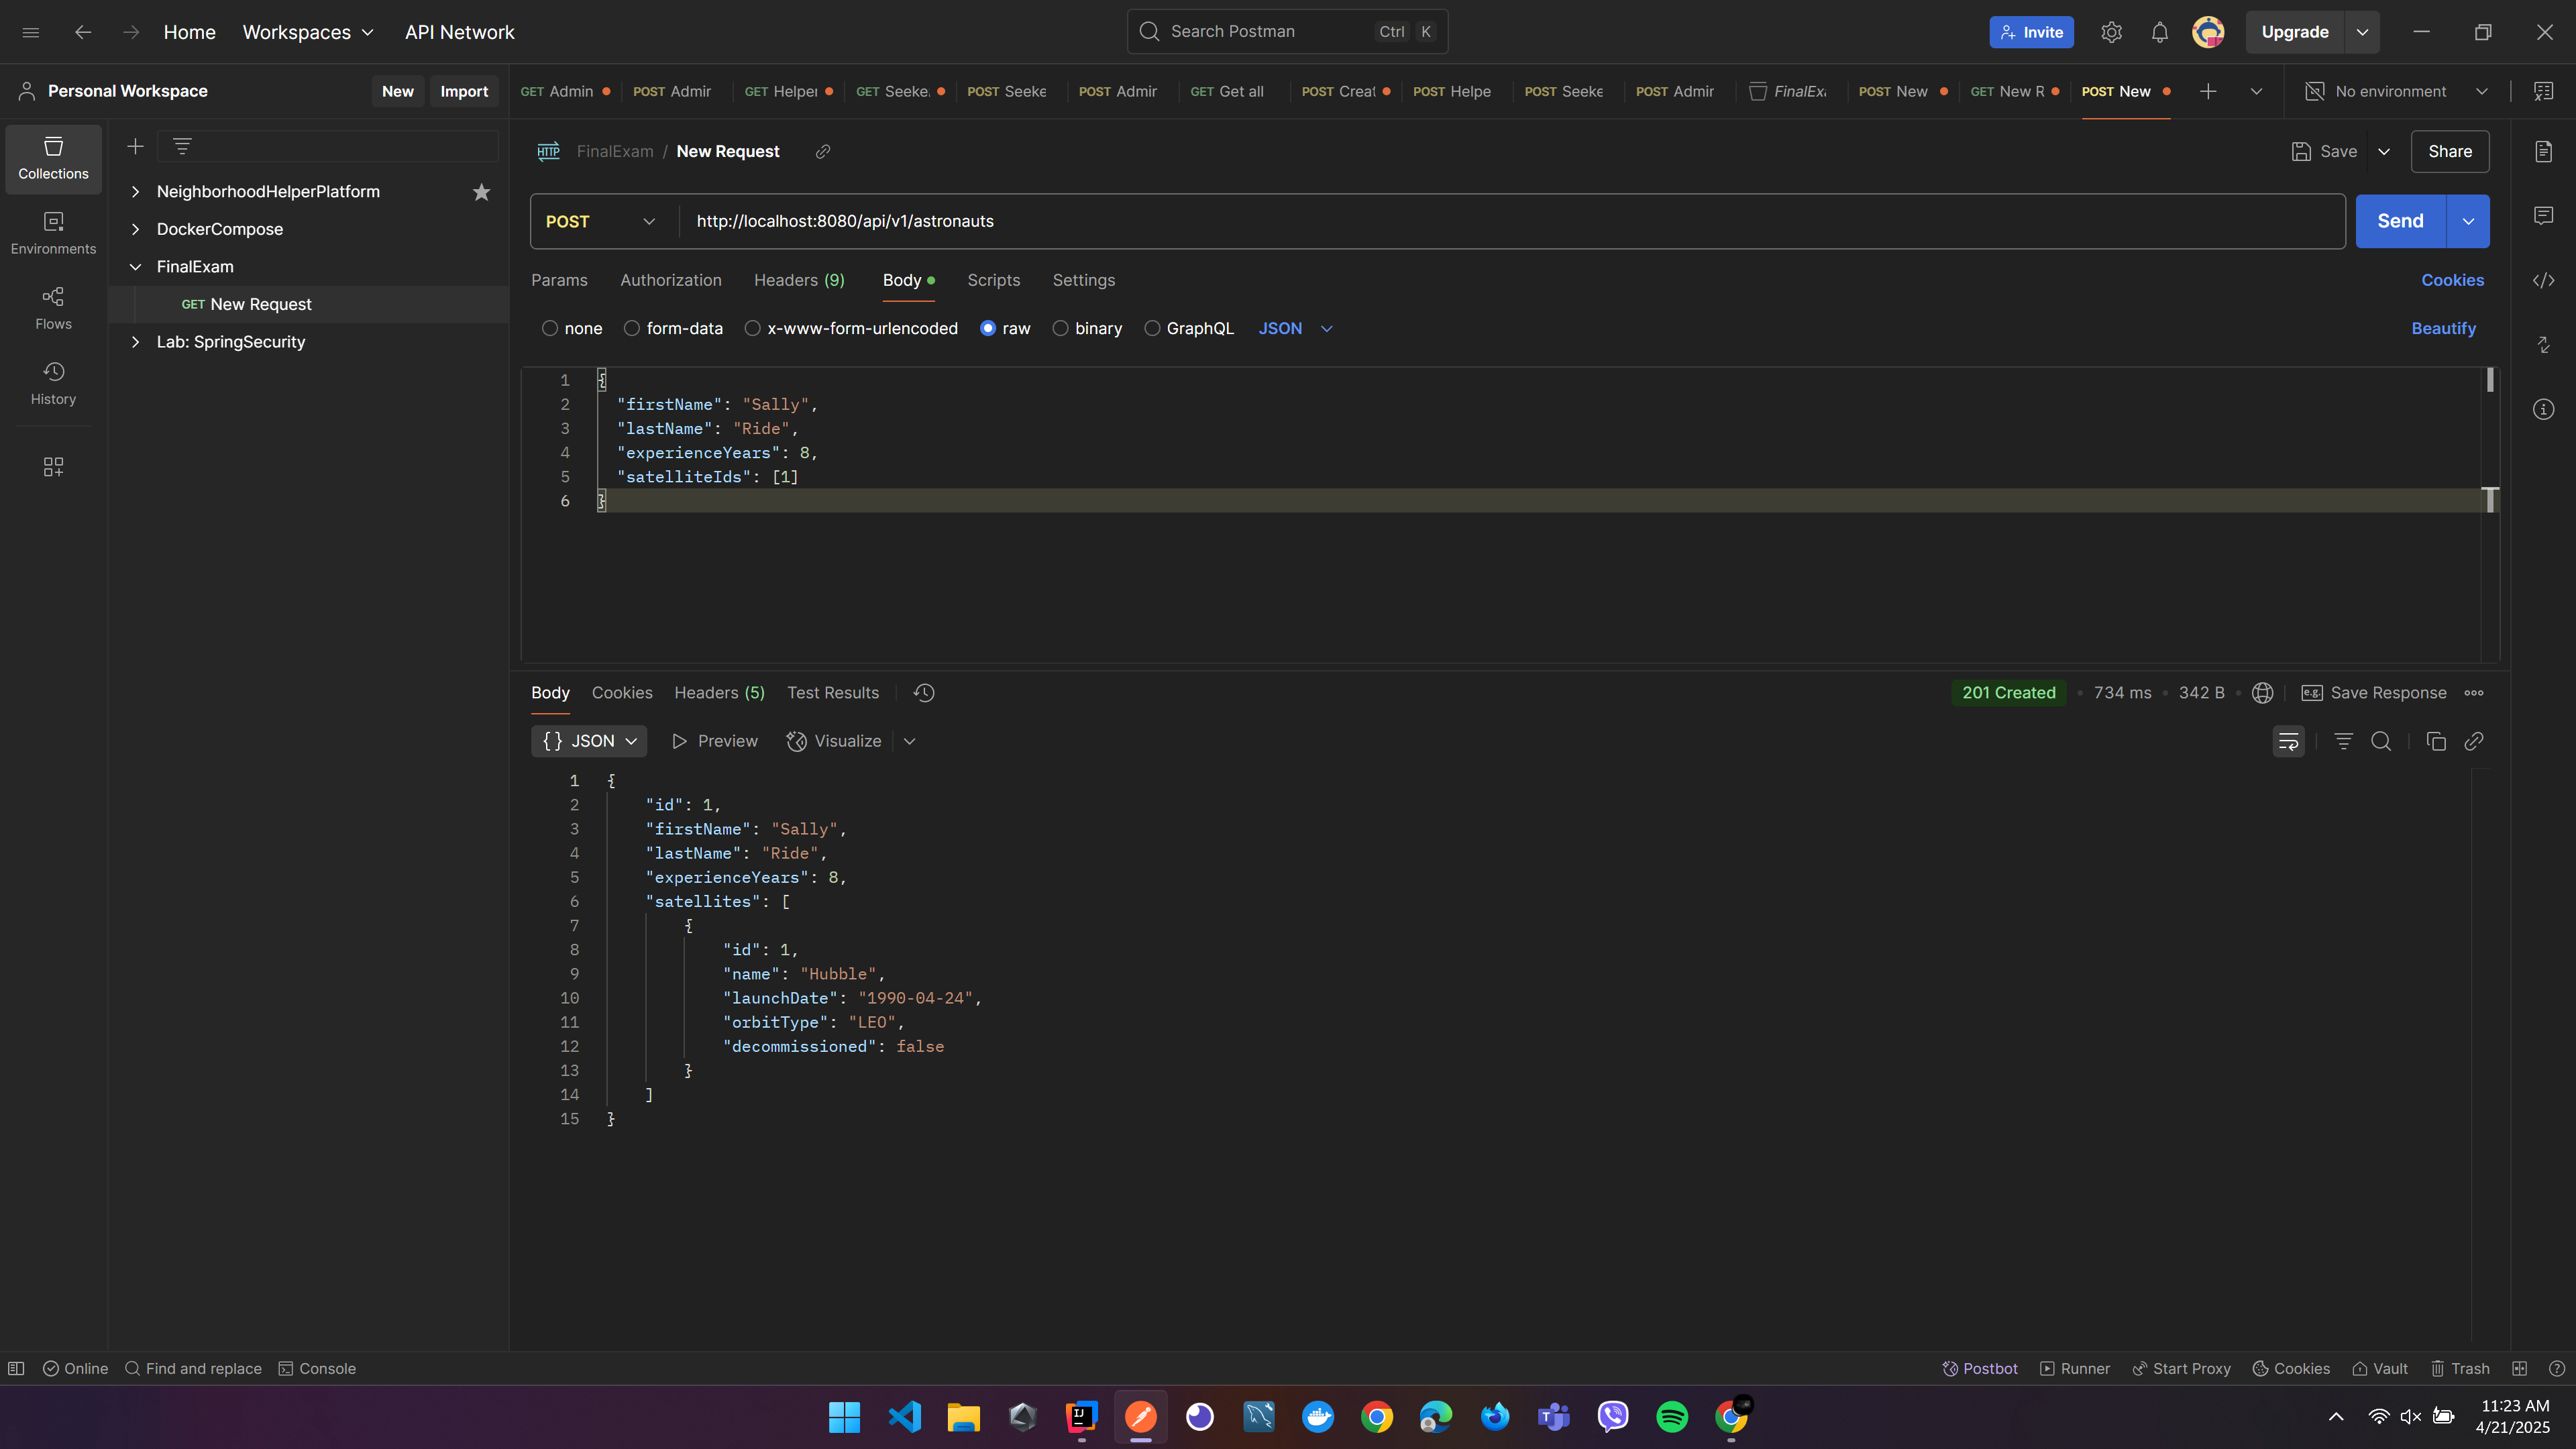 Home Workspaces API Network Search Postman Ctrl K Invite Upgrade
Personal Workspace New Import GET Admin POST Admir GET Helper GET Seeke. POST Seeke POST Admir GET Get all POST Creat POST Helpe POST Seeke POST Admir FinalExa POST New GET New R POST New No environment
Collections
Environments
Flows
History
NeighborhoodHelperPlatform
DockerCompose
FinalExam
GET New Request
Lab: SpringSecurity
HTTP FinalExam / New Request Save Share
POST http://localhost:8080/api/v1/astronauts Send
Params Authorization Headers (9) Body Scripts Settings Cookies
none form-data x-www-form-urlencoded raw binary GraphQL JSON Beautify
1 {
2 "firstName": "Sally",
3 "lastName": "Ride",
4 "experienceYears": 8,
5 "satelliteIds": [1]
6 }
Body Cookies Headers (5) Test Results 201 Created 734 ms 342 B e.g. Save Response
{} JSON Preview Visualize
1 {
2 "id": 1,
3 "firstName": "Sally",
4 "lastName": "Ride",
5 "experienceYears": 8,
6 "satellites": [
7 {
8 "id": 1,
9 "name": "Hubble",
10 "launchDate": "1990-04-24",
11 "orbitType": "LEO",
12 "decommissioned": false
13 }
14 ]
15 }
Online Find and replace Console Postbot Runner Start Proxy Cookies Vault Trash
11:23 AM
4/21/2025